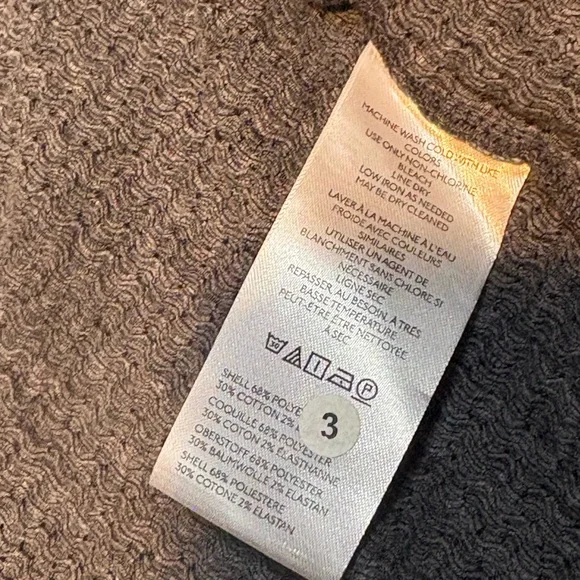 MACHINE WASH COLD WITH LIKE
COLORS
USE ONLY NON-CHLORINE
BLEACH
LINE DRY
LOW IRON AS NEEDED
MAY BE DRY CLEANED
LAVER À LA MACHINE À L'EAU
FROIDE AVEC COULEURS
SIMILAIRES
UTILISER UN AGENT DE
BLANCHIMENT SANS CHLORE SI
NÉCESSAIRE
LIGNE SEC
REPASSER AU BESOIN, À TRES
BASSE TEMPÉRATURE
PEUT-ÊTRE ÊTRE NETTOYÉE
À SEC
30 P
SHELL 68%
30% COTTON 2%
COQUILLE 68% POLYESTER
30% COTON 2% ÉLASTHANNE
OBERSTOFF 68% POLYESTER
30% BAUMWOLLE 2% ELASTAN
SHELL 68% POLIESTERE
30% COTONE 2% ELASTAN
3